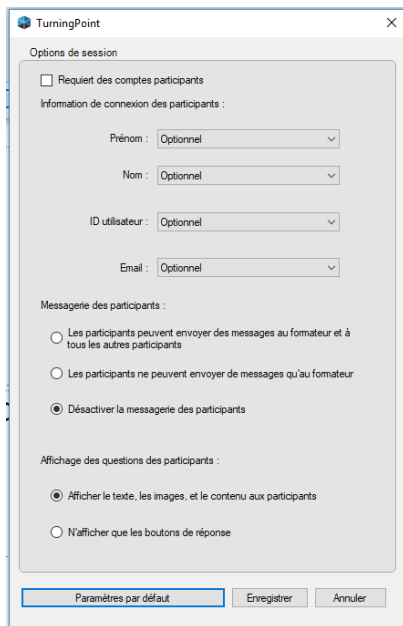 TurningPoint
Options de session
Requiert des comptes participants
Information de connexion des participants :
Prénom : Optionnel
Nom : Optionnel
ID utilisateur : Optionnel
Email : Optionnel
Messagerie des participants :
Les participants peuvent envoyer des messages au formateur et à
tous les autres participants
Les participants ne peuvent envoyer de messages qu'au formateur
Désactiver la messagerie des participants
Affichage des questions des participants :
Afficher le texte, les images, et le contenu aux participants
N'afficher que les boutons de réponse
Paramètres par défaut Enregistrer Annuler